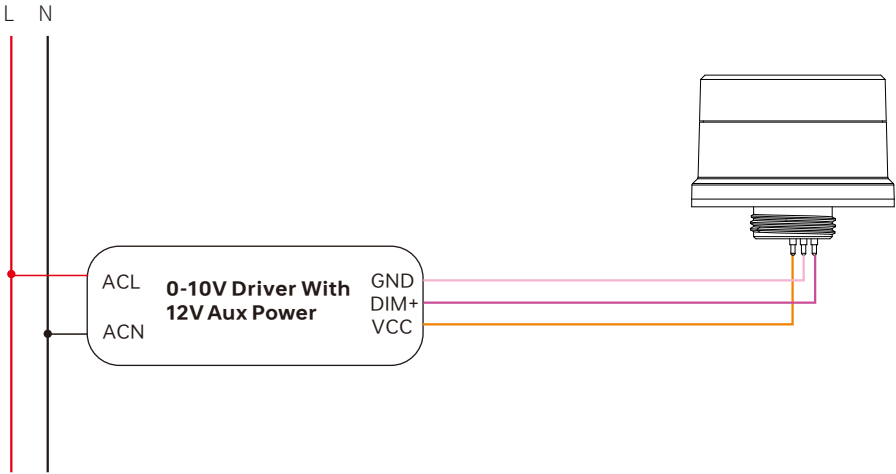 L N
ACL
ACN
0-10V Driver With
12V Aux Power
GND
DIM+
VCC